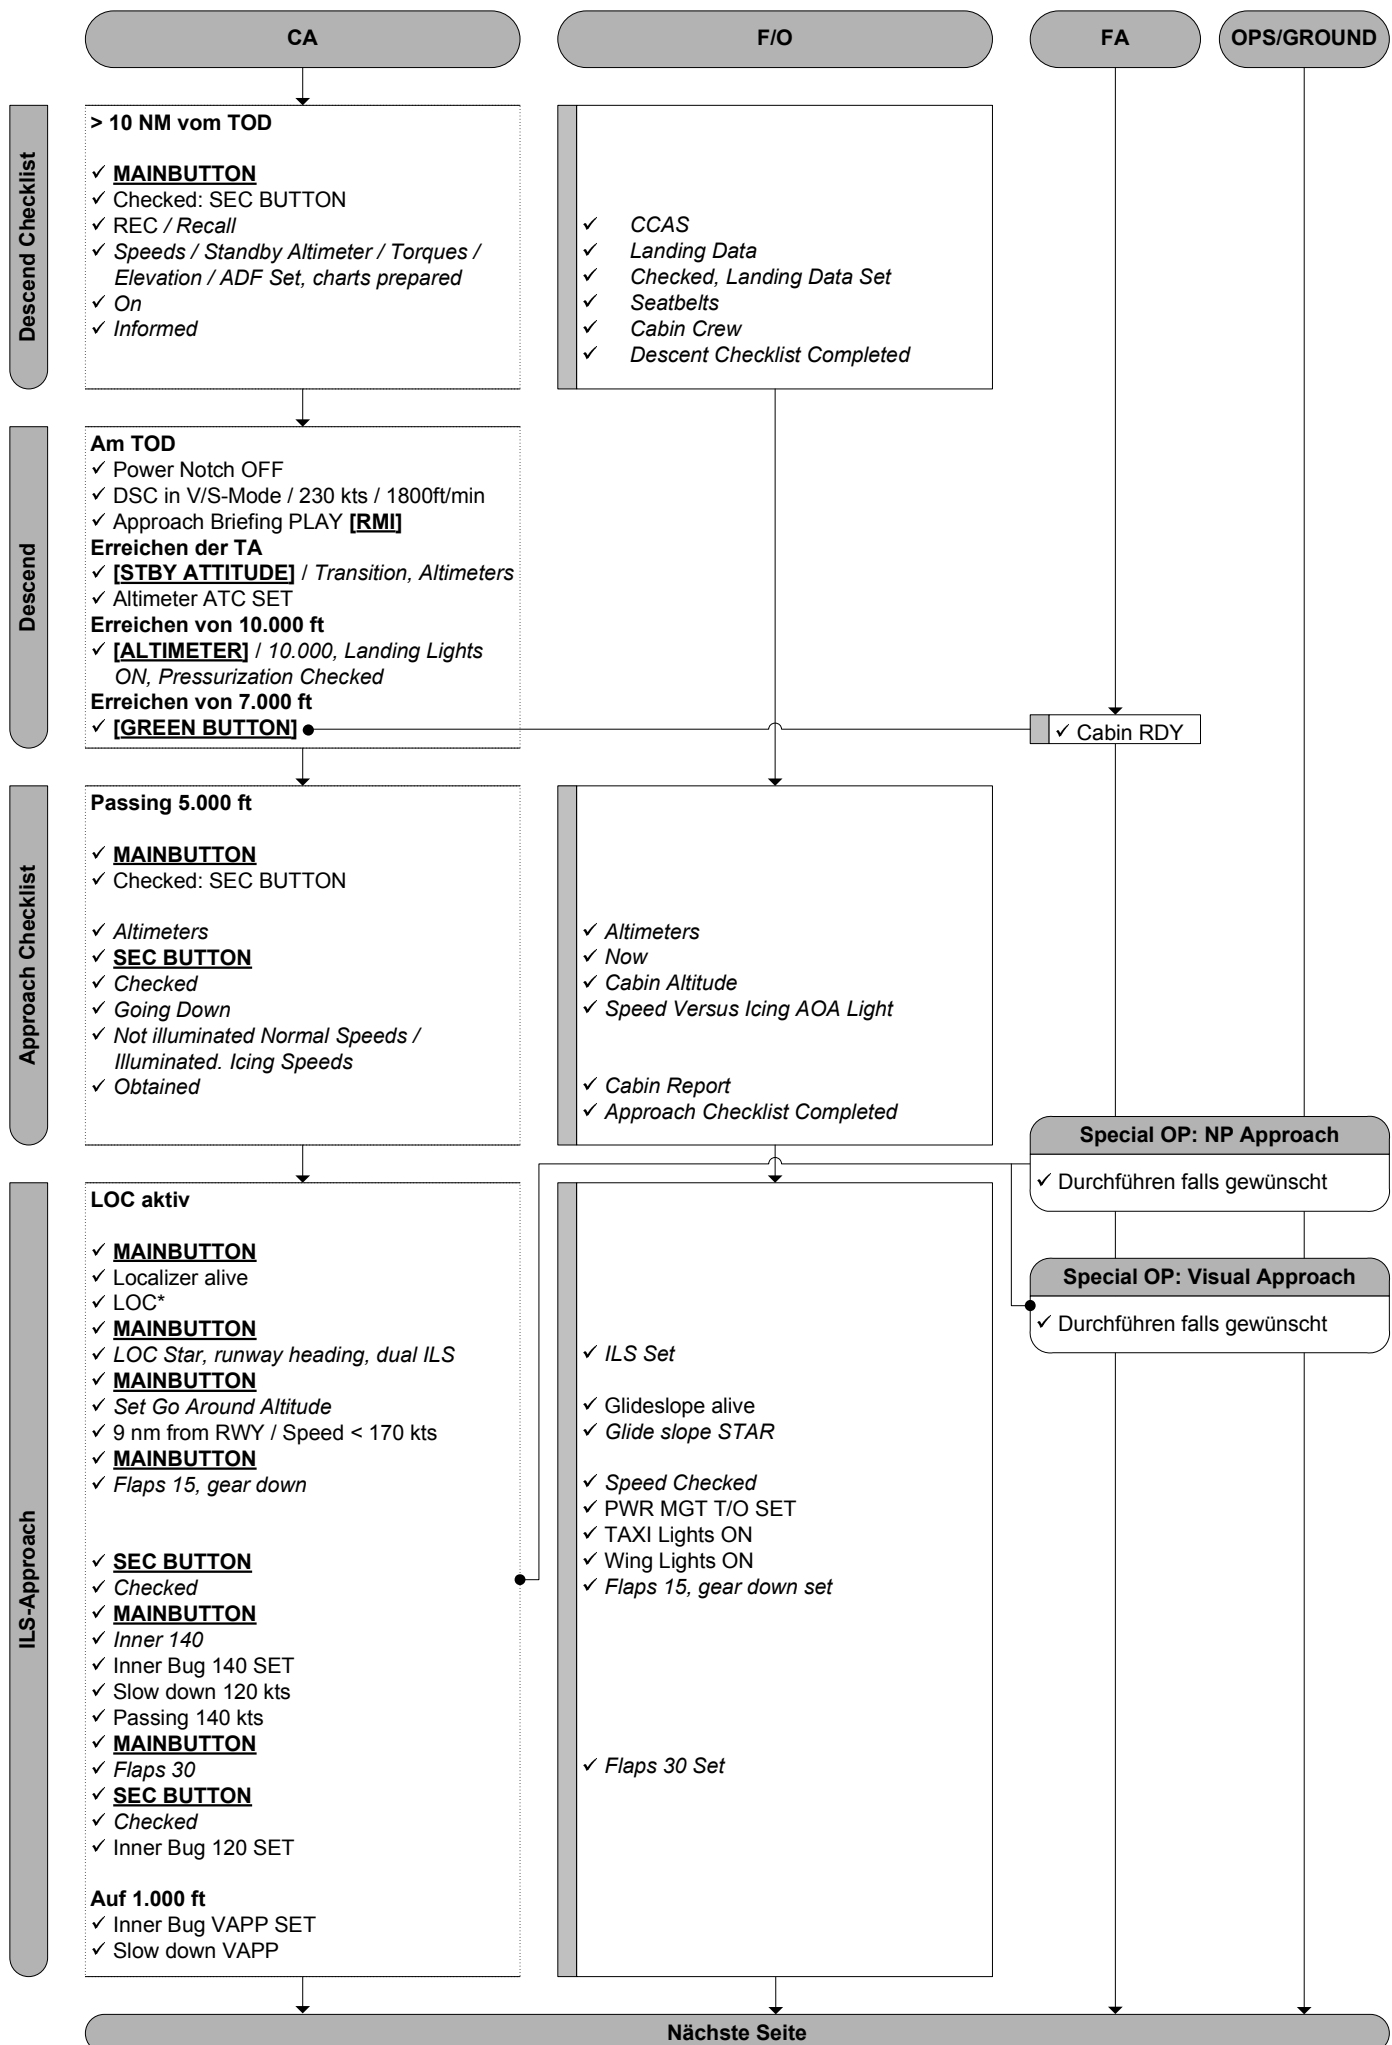 CA
F/O
FA
OPS/GROUND
Descend Checklist
> 10 NM vom TOD
✓ MAINBUTTON
✓ Checked: SEC BUTTON
✓ REC / Recall
✓ Speeds / Standby Altimeter / Torques /
Elevation / ADF Set, charts prepared
✓ On
✓ Informed
✓ CCAS
✓ Landing Data
✓ Checked, Landing Data Set
✓ Seatbelts
✓ Cabin Crew
✓ Descent Checklist Completed
Descend
Am TOD
✓ Power Notch OFF
✓ DSC in V/S-Mode / 230 kts / 1800ft/min
✓ Approach Briefing PLAY [RMI]
Erreichen der TA
✓ [STBY ATTITUDE] / Transition, Altimeters
✓ Altimeter ATC SET
Erreichen von 10.000 ft
✓ [ALTIMETER] / 10.000, Landing Lights
ON, Pressurization Checked
Erreichen von 7.000 ft
✓ [GREEN BUTTON]
✓ Cabin RDY
Approach Checklist
Passing 5.000 ft
✓ MAINBUTTON
✓ Checked: SEC BUTTON
✓ Altimeters
✓ SEC BUTTON
✓ Checked
✓ Going Down
✓ Not illuminated Normal Speeds /
Illuminated. Icing Speeds
✓ Obtained
✓ Altimeters
✓ Now
✓ Cabin Altitude
✓ Speed Versus Icing AOA Light
✓ Cabin Report
✓ Approach Checklist Completed
Special OP: NP Approach
✓ Durchführen falls gewünscht
Special OP: Visual Approach
✓ Durchführen falls gewünscht
ILS-Approach
LOC aktiv
✓ MAINBUTTON
✓ Localizer alive
✓ LOC*
✓ MAINBUTTON
✓ LOC Star, runway heading, dual ILS
✓ MAINBUTTON
✓ Set Go Around Altitude
✓ 9 nm from RWY / Speed < 170 kts
✓ MAINBUTTON
✓ Flaps 15, gear down
✓ SEC BUTTON
✓ Checked
✓ MAINBUTTON
✓ Inner 140
✓ Inner Bug 140 SET
✓ Slow down 120 kts
✓ Passing 140 kts
✓ MAINBUTTON
✓ Flaps 30
✓ SEC BUTTON
✓ Checked
✓ Inner Bug 120 SET
Auf 1.000 ft
✓ Inner Bug VAPP SET
✓ Slow down VAPP
✓ ILS Set
✓ Glideslope alive
✓ Glide slope STAR
✓ Speed Checked
✓ PWR MGT T/O SET
✓ TAXI Lights ON
✓ Wing Lights ON
✓ Flaps 15, gear down set
✓ Flaps 30 Set
Nächste Seite